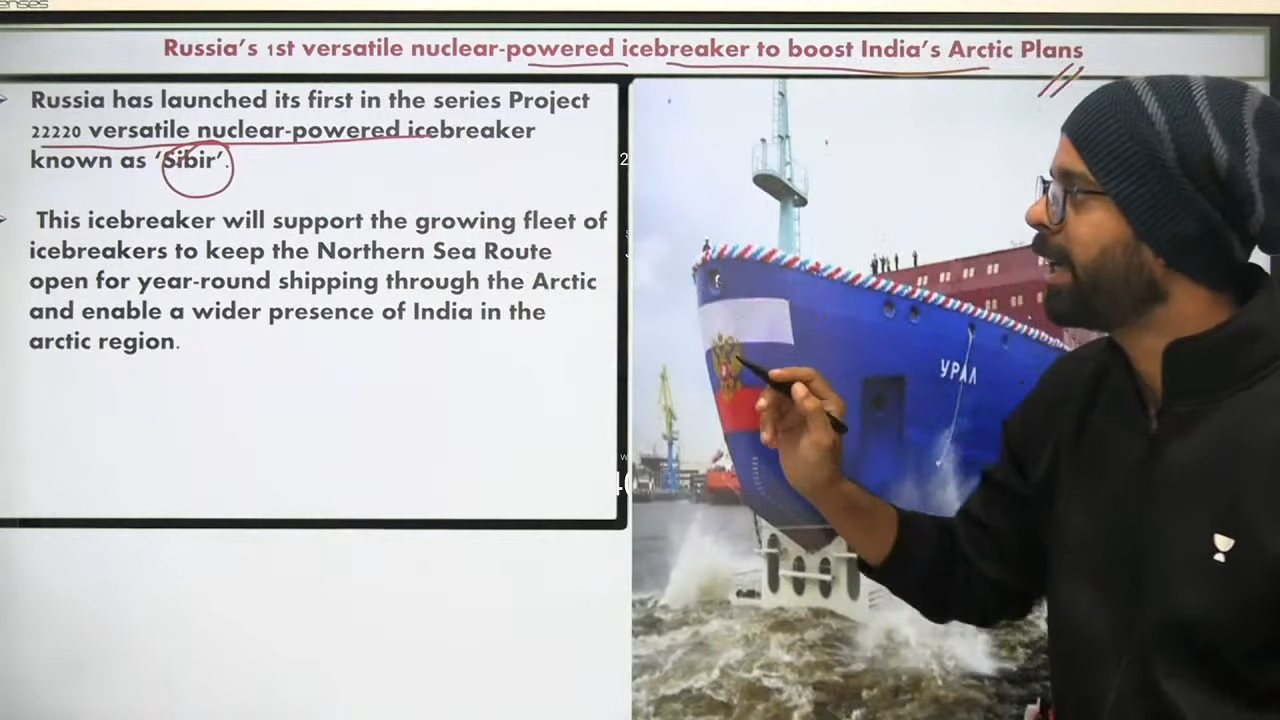 enses
Russia's 1st versatile nuclear-powered icebreaker to boost India's Arctic Plans
Russia has launched its first in the series Project
22220 versatile nuclear-powered icebreaker
known as ‘Sibir’.
This icebreaker will support the growing fleet of
icebreakers to keep the Northern Sea Route
open for year-round shipping through the Arctic
and enable a wider presence of India in the
arctic region.
УРАЛ